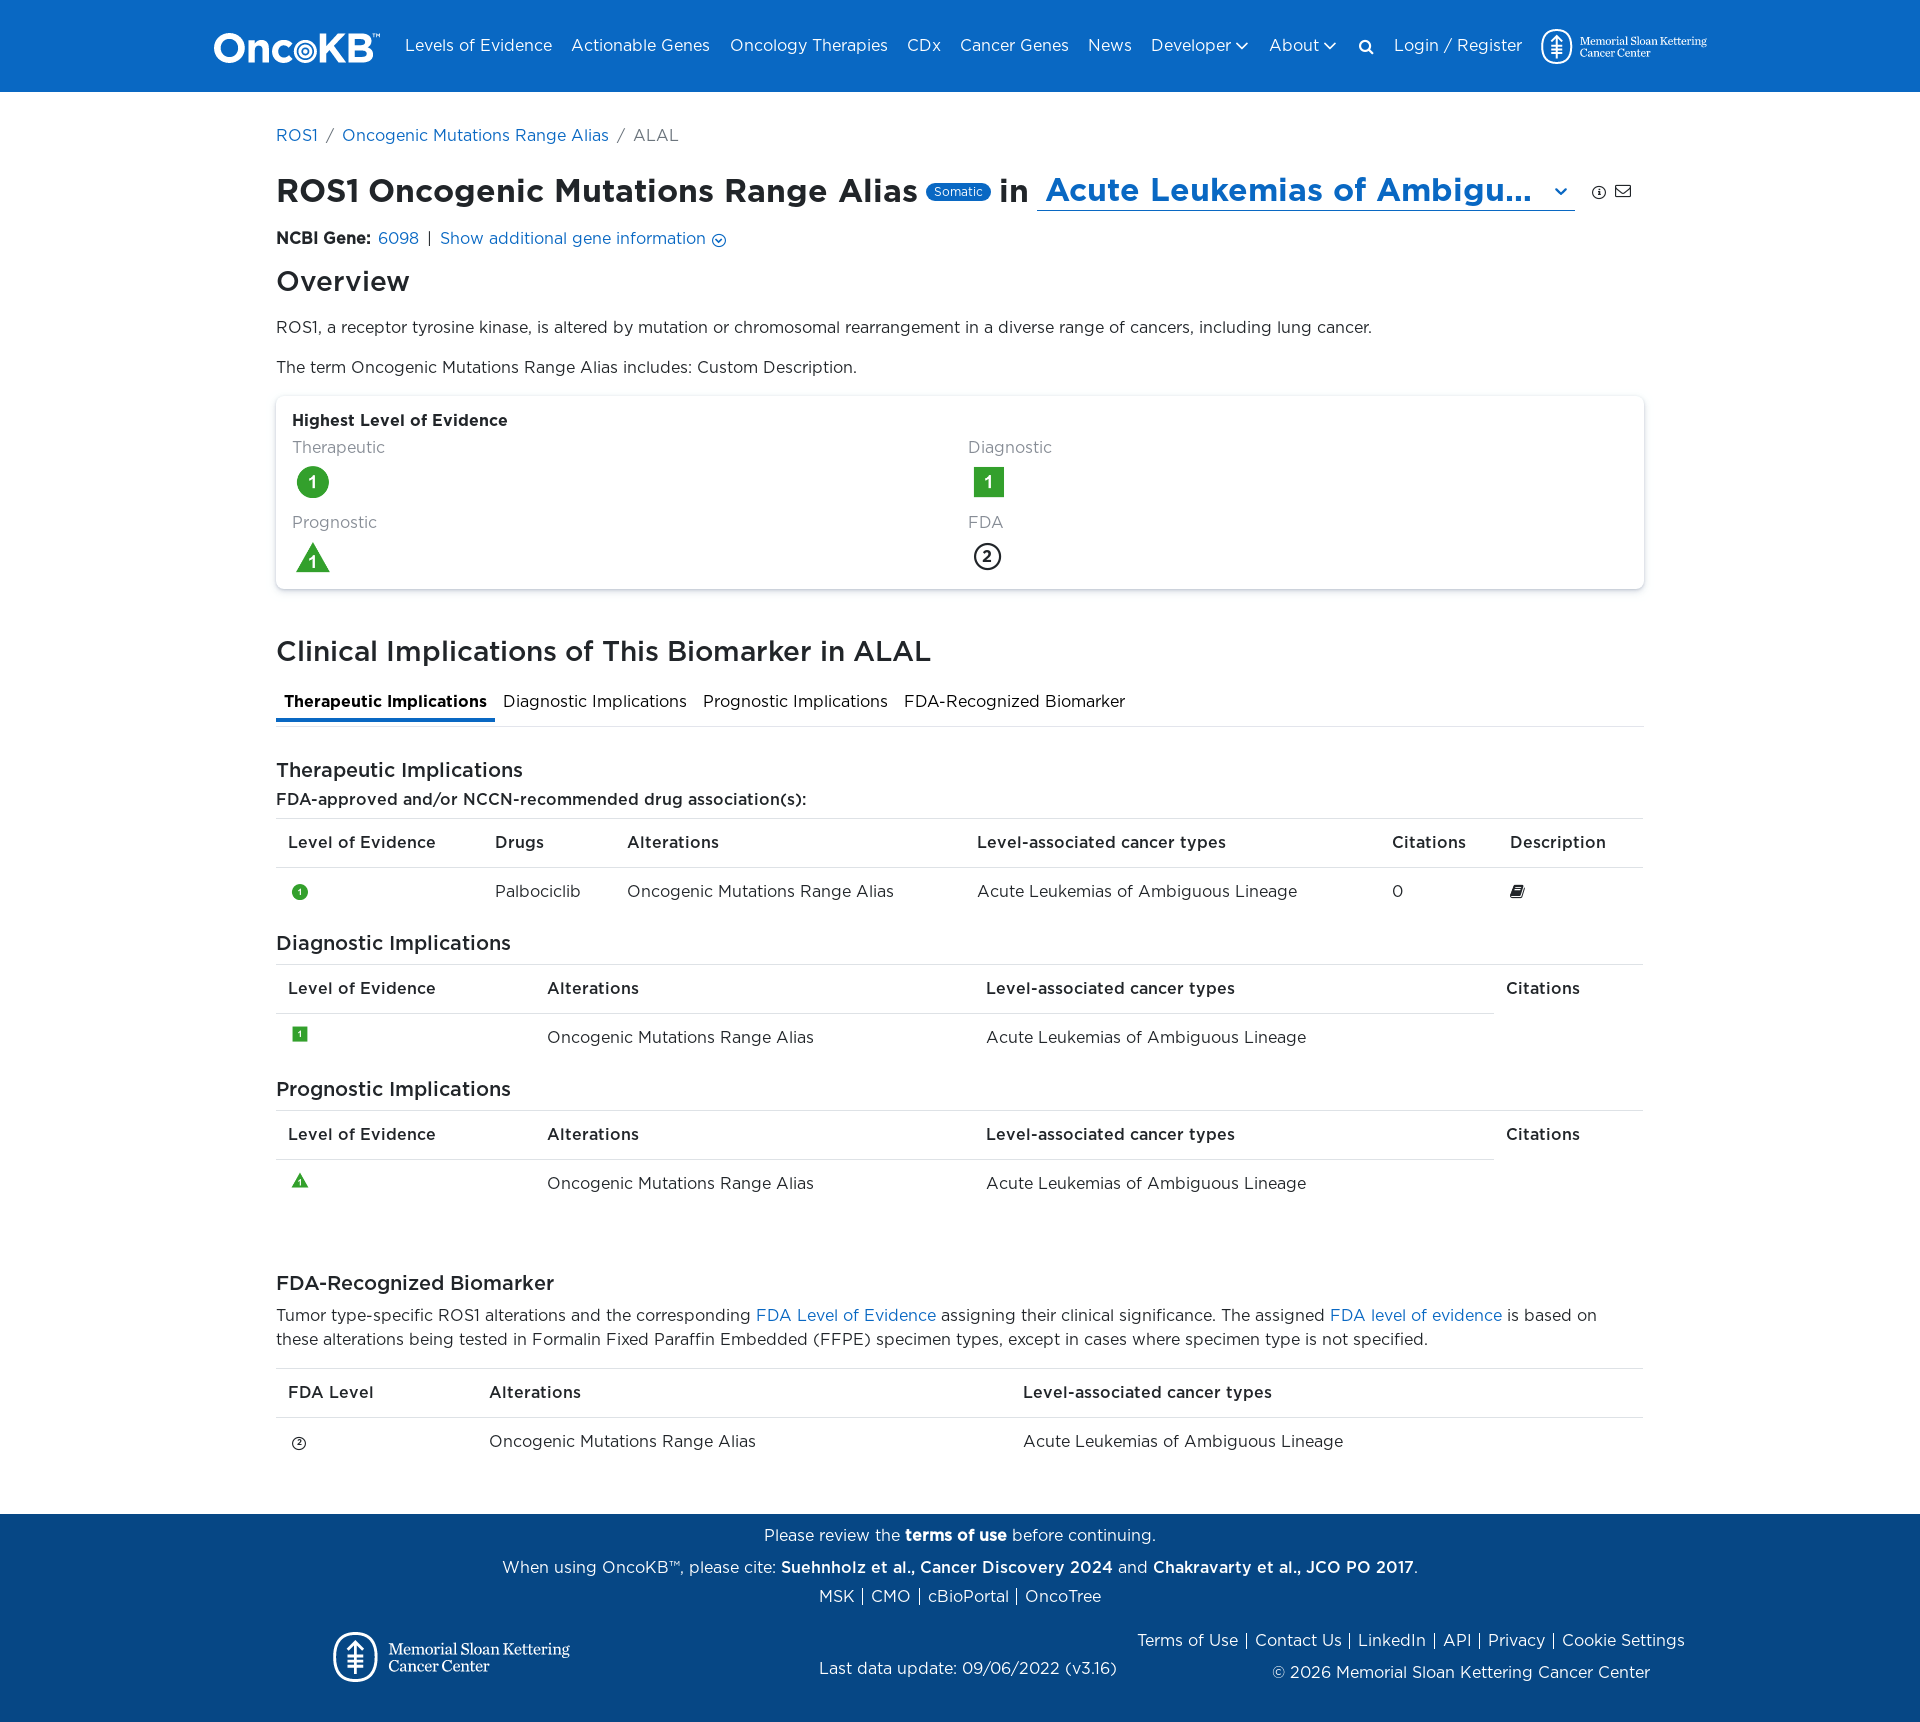 OncoKB™ Levels of Evidence Actionable Genes Oncology Therapies CDx Cancer Genes News Developer About Login / Register Memorial Sloan Kettering
Cancer Center
ROS1 / Oncogenic Mutations Range Alias / ALAL
ROS1 Oncogenic Mutations Range Alias Somatic in Acute Leukemias of Ambigu...
NCBI Gene: 6098 | Show additional gene information
Overview
ROS1, a receptor tyrosine kinase, is altered by mutation or chromosomal rearrangement in a diverse range of cancers, including lung cancer.
The term Oncogenic Mutations Range Alias includes: Custom Description.
Highest Level of Evidence
Therapeutic Diagnostic
1 1
Prognostic FDA
1 2
Clinical Implications of This Biomarker in ALAL
Therapeutic Implications Diagnostic Implications Prognostic Implications FDA-Recognized Biomarker
Therapeutic Implications
FDA-approved and/or NCCN-recommended drug association(s):
Level of Evidence Drugs Alterations Level-associated cancer types Citations Description
1 Palbociclib Oncogenic Mutations Range Alias Acute Leukemias of Ambiguous Lineage 0
Diagnostic Implications
Level of Evidence Alterations Level-associated cancer types Citations
1 Oncogenic Mutations Range Alias Acute Leukemias of Ambiguous Lineage
Prognostic Implications
Level of Evidence Alterations Level-associated cancer types Citations
1 Oncogenic Mutations Range Alias Acute Leukemias of Ambiguous Lineage
FDA-Recognized Biomarker
Tumor type-specific ROS1 alterations and the corresponding FDA Level of Evidence assigning their clinical significance. The assigned FDA level of evidence is based on
these alterations being tested in Formalin Fixed Paraffin Embedded (FFPE) specimen types, except in cases where specimen type is not specified.
FDA Level Alterations Level-associated cancer types
2 Oncogenic Mutations Range Alias Acute Leukemias of Ambiguous Lineage
Please review the terms of use before continuing.
When using OncoKB™, please cite: Suehnholz et al., Cancer Discovery 2024 and Chakravarty et al., JCO PO 2017.
MSK | CMO | cBioPortal | OncoTree
Memorial Sloan Kettering
Cancer Center
Last data update: 09/06/2022 (v3.16)
Terms of Use | Contact Us | LinkedIn | API | Privacy | Cookie Settings
© 2026 Memorial Sloan Kettering Cancer Center